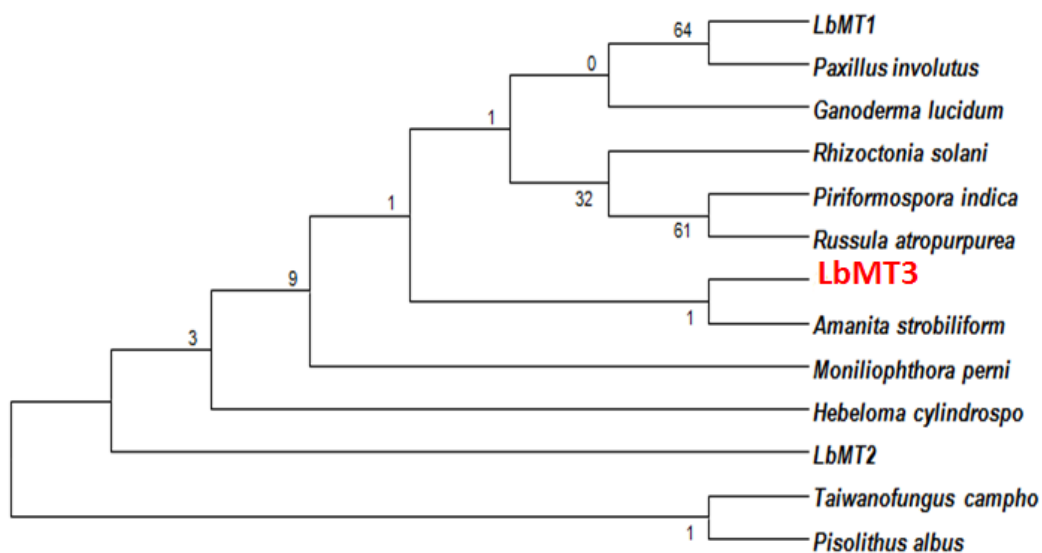 LbMT1
64
Paxillus involutus
0
Ganoderma lucidum
1
Rhizoctonia solani
32
Piriformospora indica
61
Russula atropurpurea
1
LbMT3
9
1
Amanita strobiliform
3
Moniliophthora perni
Hebeloma cylindrospo
LbMT2
Taiwanofungus campho
1
Pisolithus albus